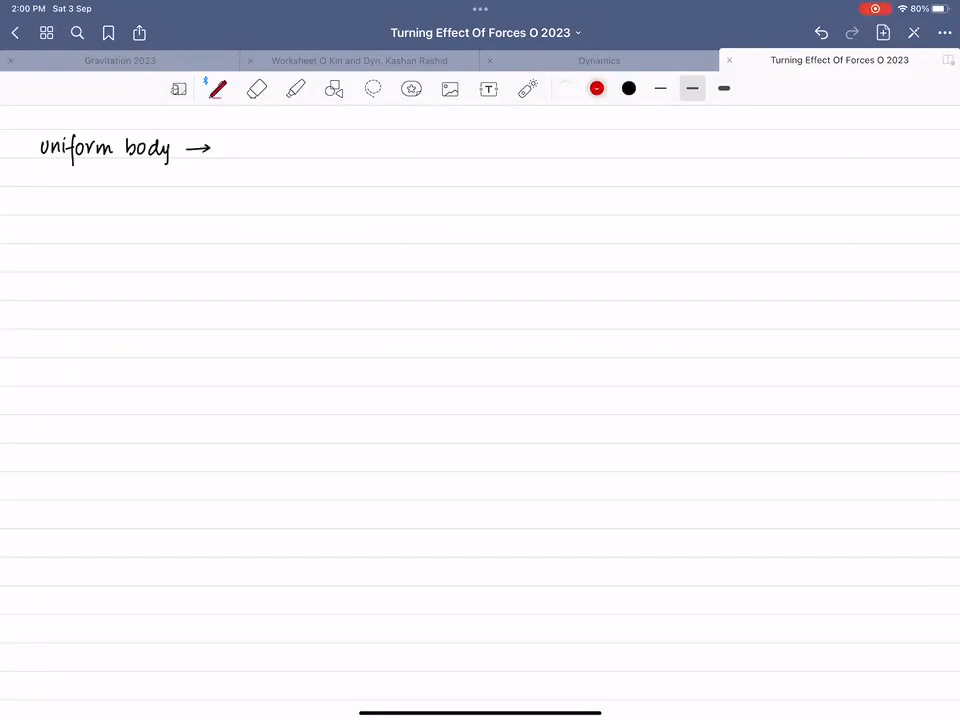 2:00 PM Sat 3 Sep
80%
Turning Effect Of Forces O 2023
Gravitation 2023
Worksheet O Kin and Dyn. Kashan Rashid
Dynamics
Turning Effect Of Forces O 2023
T
uniform body →